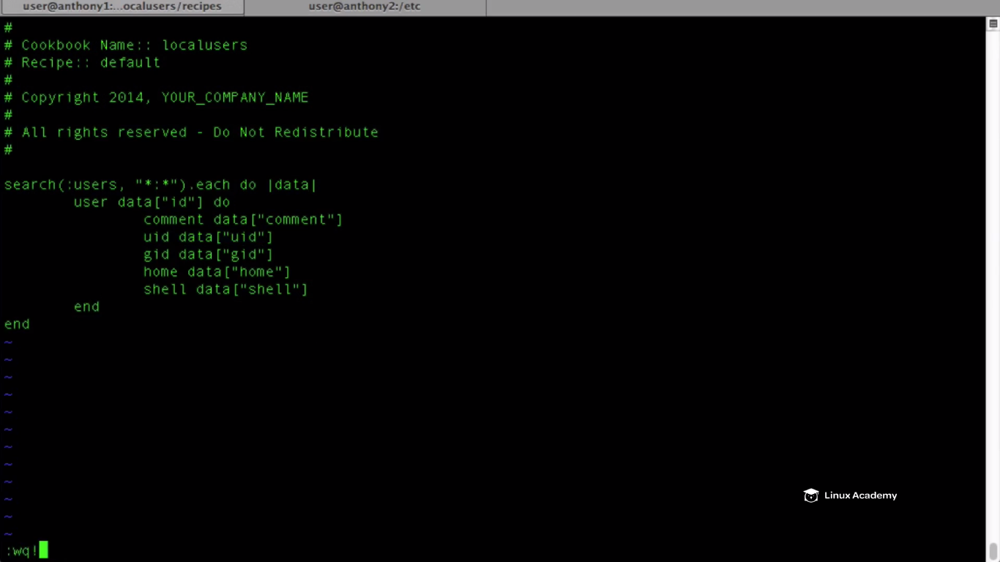 user@anthony1:...ocalusers/recipes
user@anthony2:/etc
#
# Cookbook Name:: localusers
# Recipe:: default
#
# Copyright 2014, YOUR_COMPANY_NAME
#
# All rights reserved - Do Not Redistribute
#
search(:users, "*:*").each do |data|
user data["id"] do
comment data["comment"]
uid data["uid"]
gid data["gid"]
home data["home"]
shell data["shell"]
end
end
~
~
~
~
~
~
~
~
~
~
~
~
Linux Academy
:wq!